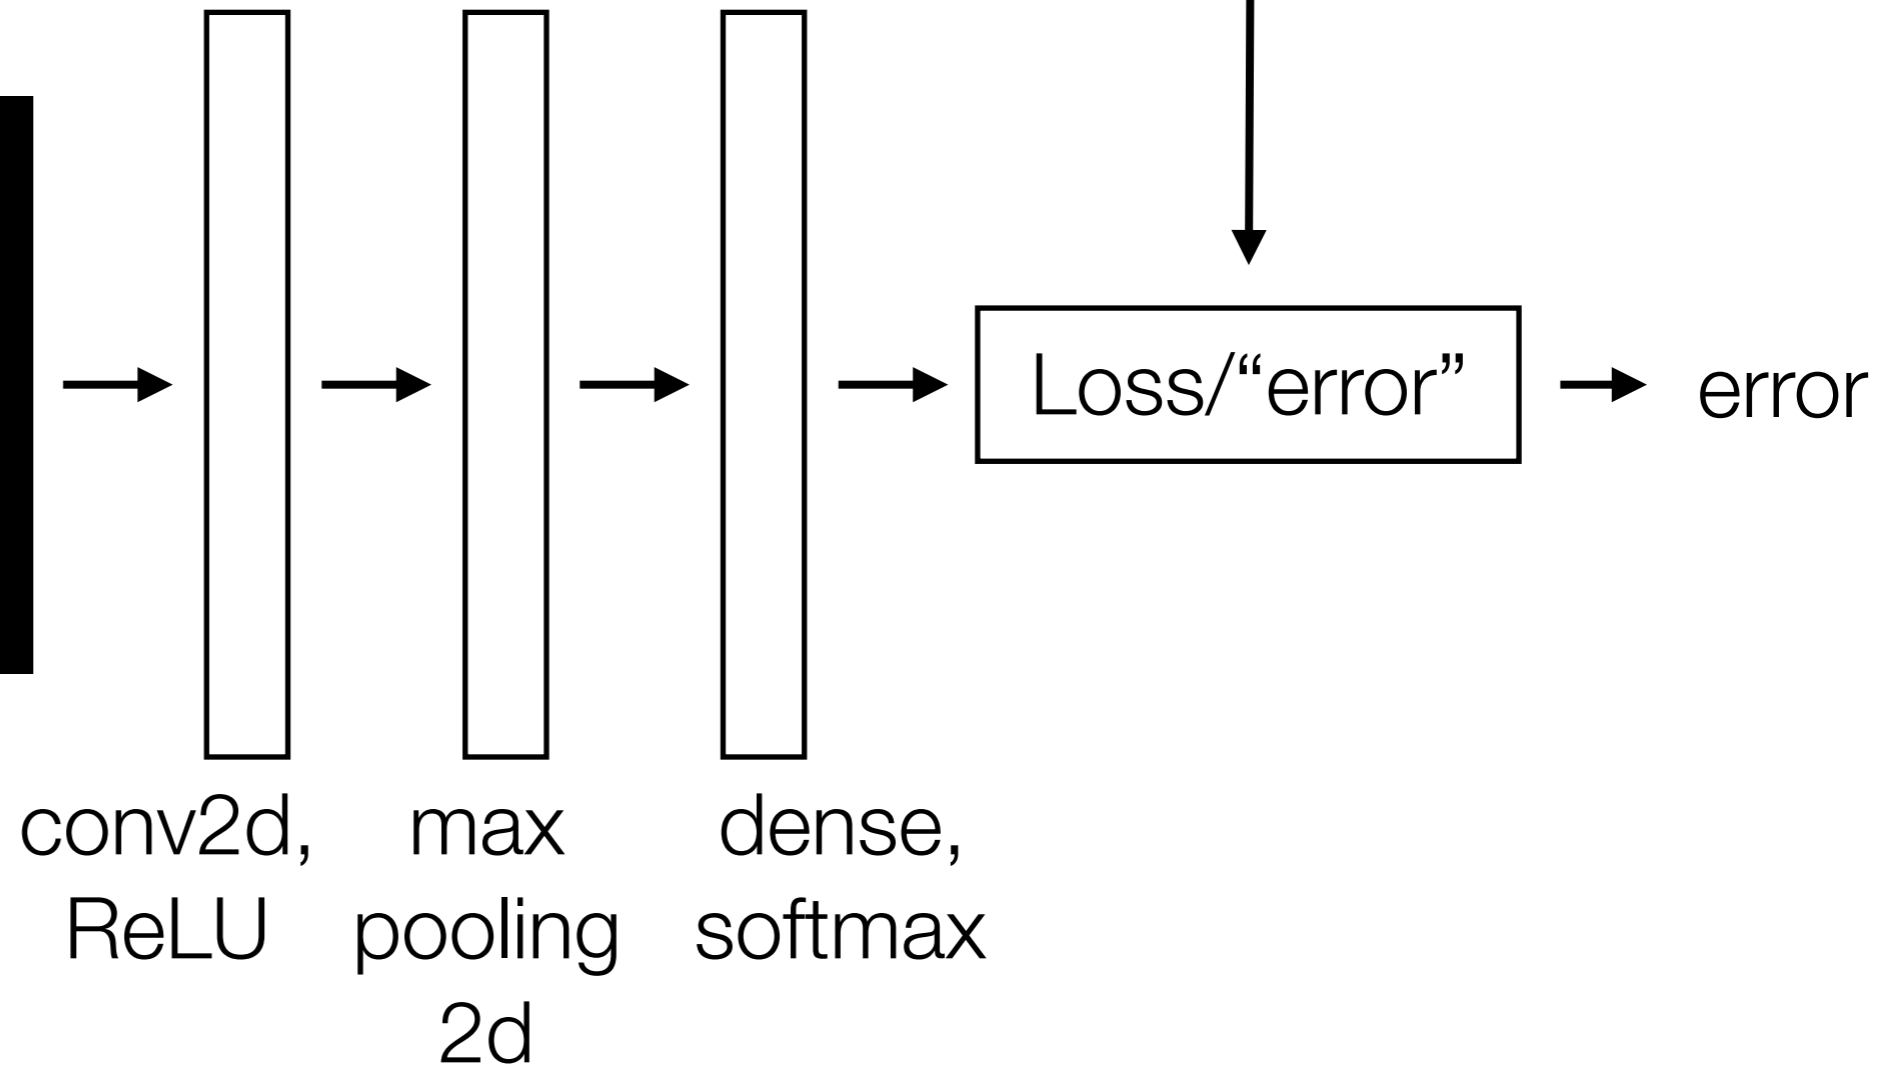 Loss/“error”
error
conv2d,
ReLU
max
pooling
2d
dense,
softmax